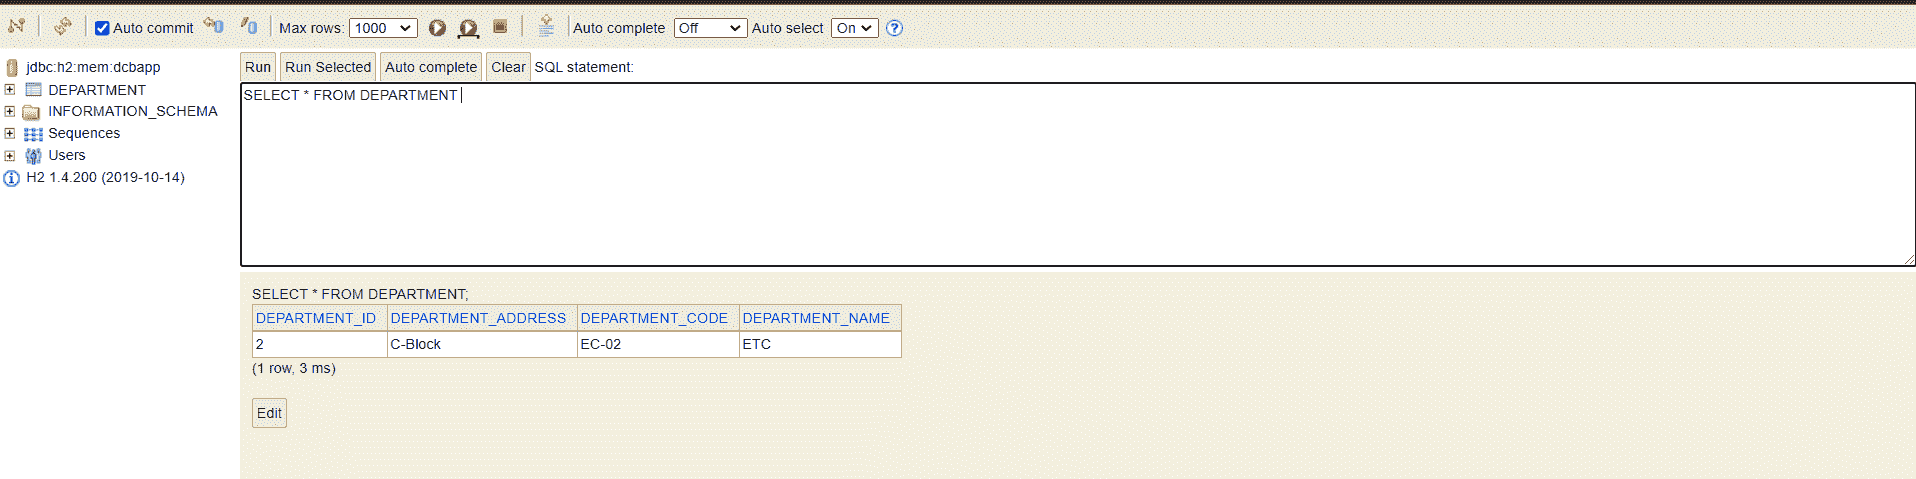 Auto commit Max rows: 1000 Auto complete Off Auto select On ?
jdbc:h2:mem:dcbapp
DEPARTMENT
INFORMATION_SCHEMA
Sequences
Users
H2 1.4.200 (2019-10-14)
Run Run Selected Auto complete Clear SQL statement:
SELECT * FROM DEPARTMENT
SELECT * FROM DEPARTMENT;
DEPARTMENT_ID DEPARTMENT_ADDRESS DEPARTMENT_CODE DEPARTMENT_NAME
2 C-Block EC-02 ETC
(1 row, 3 ms)
Edit